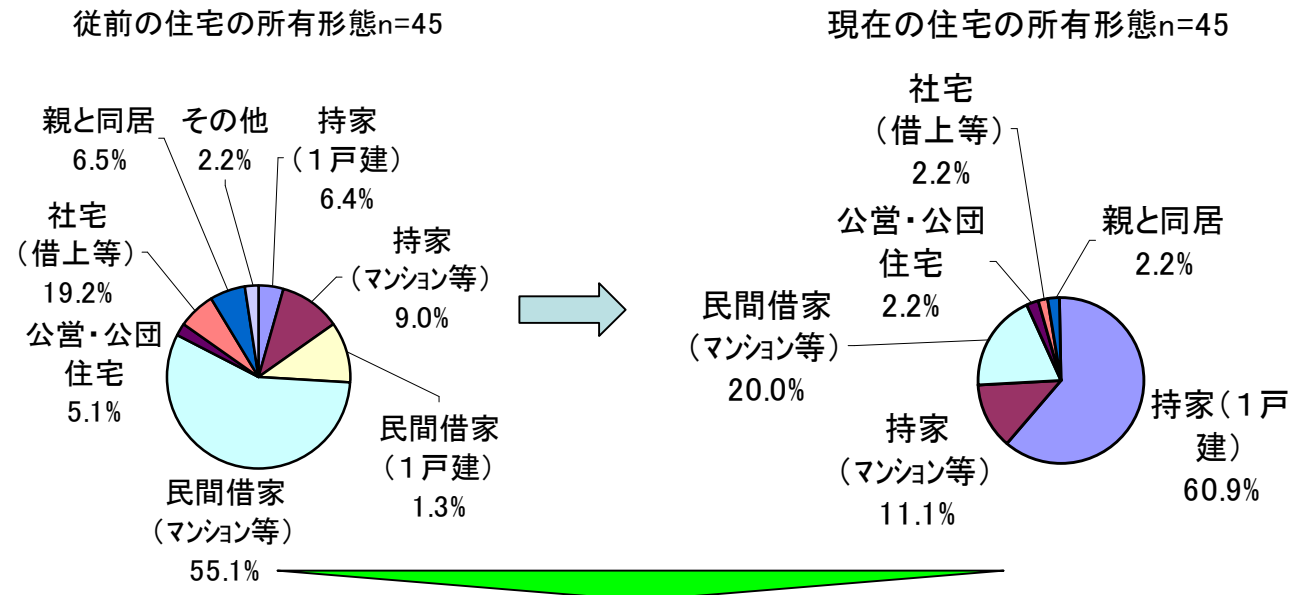 従前の住宅の所有形態n=45
親と同居
6.5%
その他
2.2%
持家
（１戸建）
6.4%
持家
（マンション等）
9.0%
民間借家
（１戸建）
1.3%
民間借家
（マンション等）
55.1%
公営・公団
住宅
5.1%
社宅
（借上等）
19.2%
現在の住宅の所有形態n=45
社宅
（借上等）
2.2%
親と同居
2.2%
公営・公団
住宅
2.2%
民間借家
（マンション等）
20.0%
持家
（マンション等）
11.1%
持家（１戸
建）
60.9%